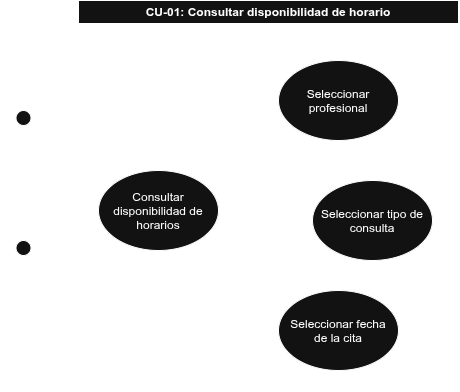 CU-01: Consultar disponibilidad de horario
Seleccionar
profesional
Consultar
disponibilidad de
horarios
Seleccionar tipo de
consulta
Seleccionar fecha
de la cita